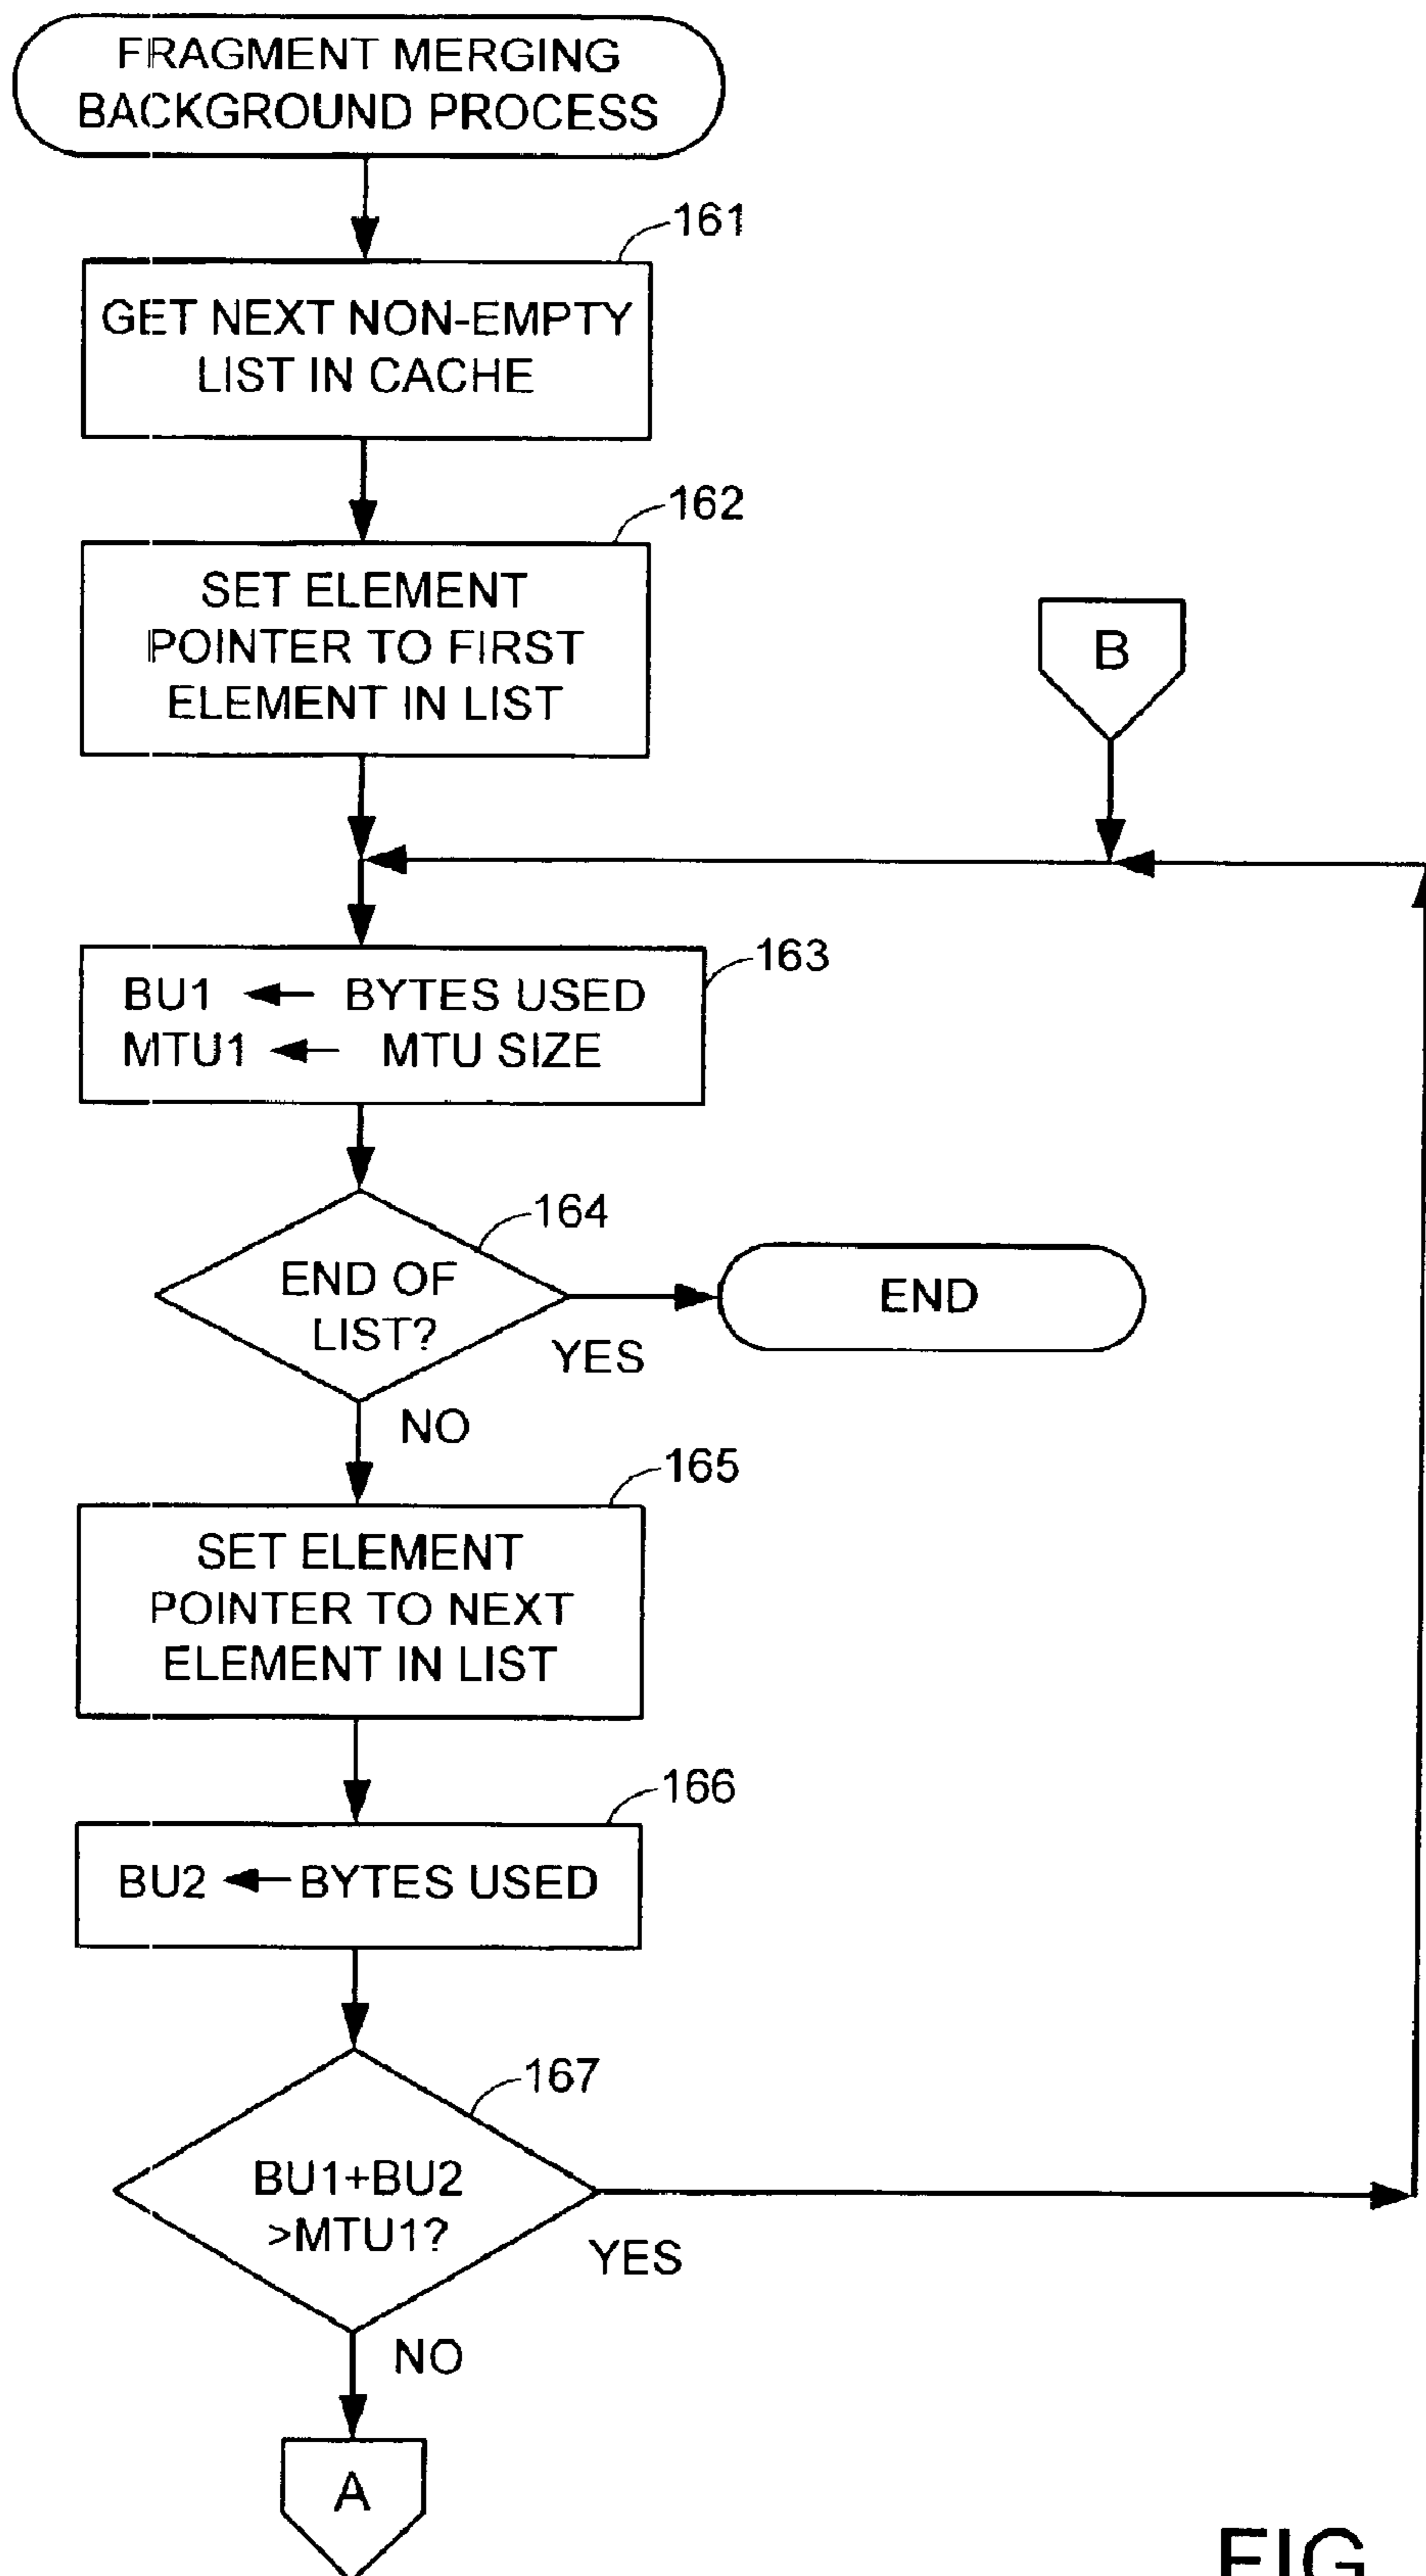 FRAGMENT MERGING
BACKGROUND PROCESS
161
GET NEXT NON-EMPTY
LIST IN CACHE
162
SET ELEMENT
POINTER TO FIRST
ELEMENT IN LIST
B
163
BU1 ← BYTES USED
MTU1 ← MTU SIZE
164
END OF
LIST?
YES
END
NO
165
SET ELEMENT
POINTER TO NEXT
ELEMENT IN LIST
166
BU2 ← BYTES USED
167
BU1+BU2
>MTU1?
YES
NO
A
FIG